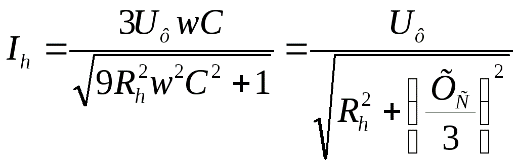 I_h = 3U_ô wC / √(9R_h^2 w^2 C^2 + 1) = U_ô / √(R_h^2 + [Õ_Ñ / 3]^2)